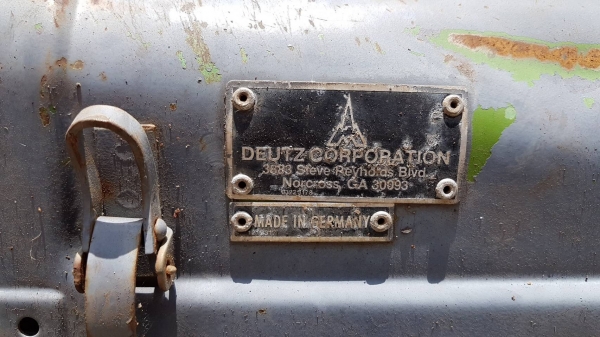 DEUTZ CORPORATION
3883 Steve Reynolds Blvd.
Norcross, GA 30093
MADE IN GERMANY